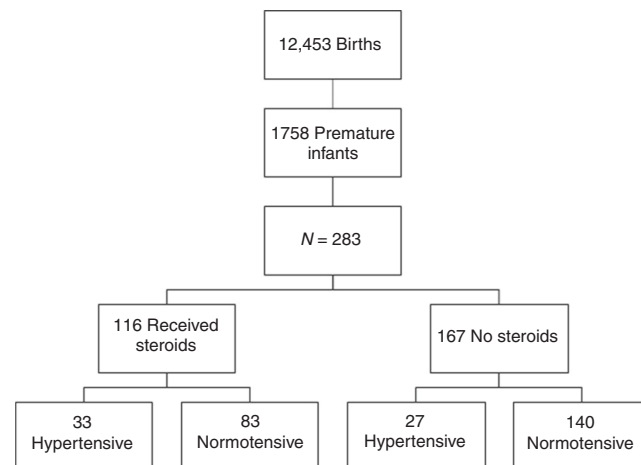 12,453 Births
1758 Premature
infants
N = 283
116 Received
steroids
167 No steroids
33
Hypertensive
83
Normotensive
27
Hypertensive
140
Normotensive